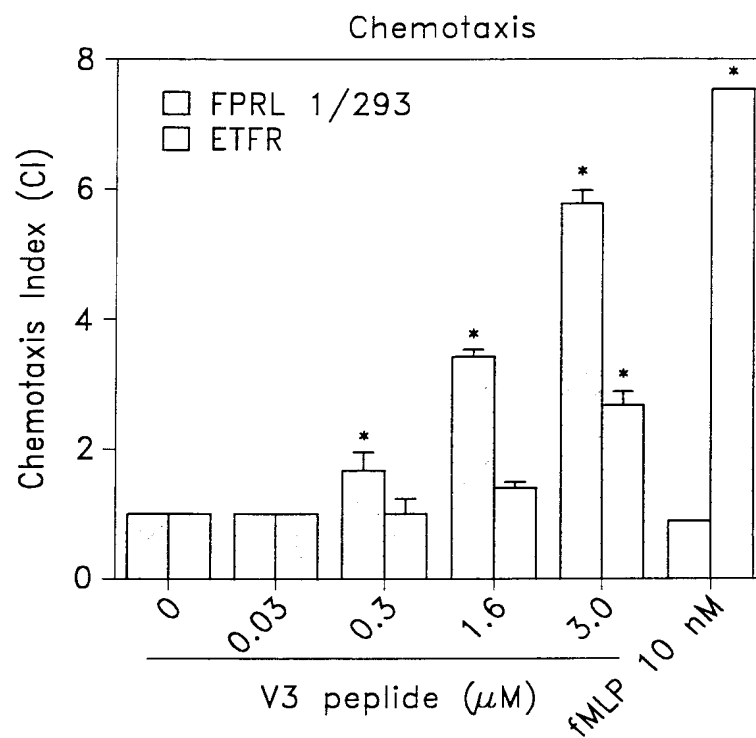 Chemotaxis
FPRL 1/293
ETFR
Chemotaxis Index (CI)
8
6
4
2
0
0
0.03
0.3
1.6
3.0
fMLP 10 nM
V3 peplide (μM)
*
*
*
*
*